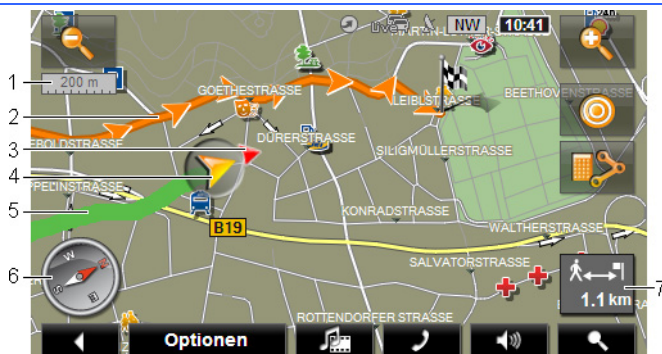 NW 10:41
1 200 m
GOETHESTRASSE
2
LEIBLSTRASSE
BEETHOVENSTRASSE
3 DÜRERSTRASSE
EBOLDSTRASSE
SILIGMÜLLERSTRASSE
4
PPELINSTRASSE
5
KONRADSTRASSE
B19
WALTHERSTRASSE
6 W S E
SALVATORSTRASSE
7
1.1 km
ROTTENDORFER STRASSE
Optionen